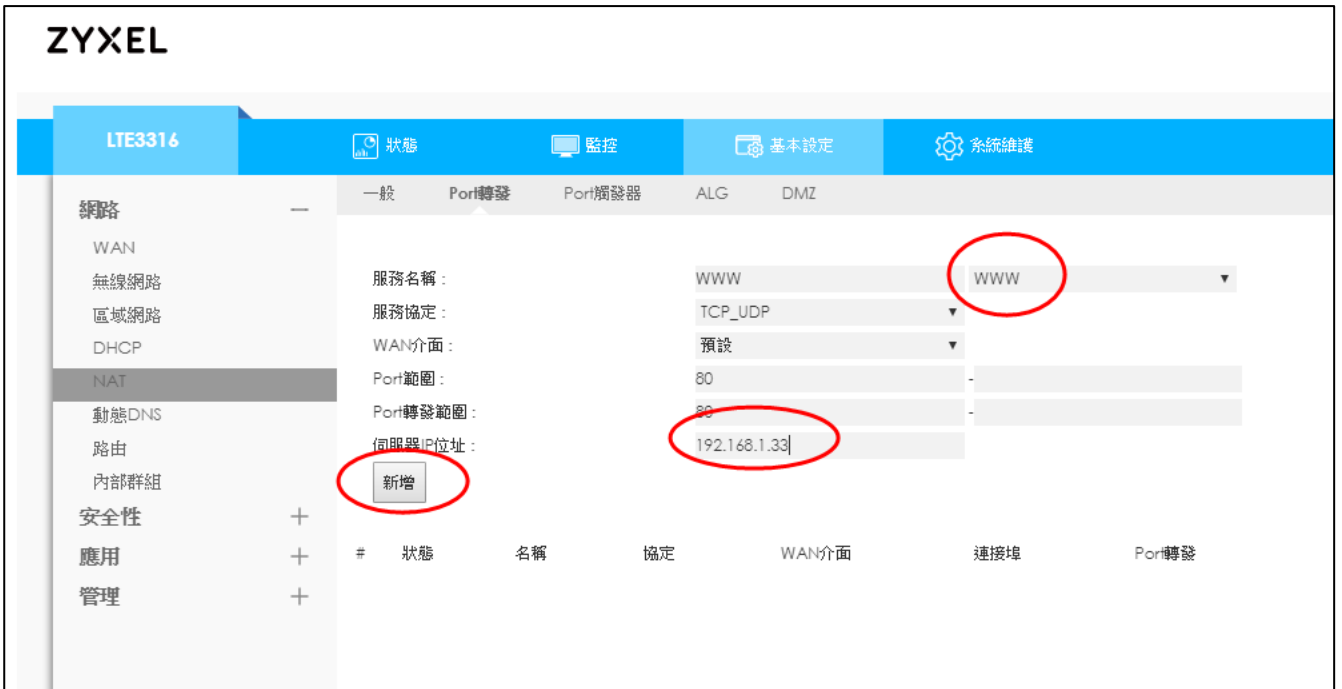 ZYXEL
LTE3316
狀態 監控 基本設定 系統維護
一般 Port轉發 Port觸發器 ALG DMZ
網路 —
WAN
無線網路
區域網路
DHCP
NAT
動態DNS
路由
內部群組
安全性 +
應用 +
管理 +
服務名稱 : WWW WWW ▼
服務協定 : TCP_UDP ▼
WAN介面 : 預設 ▼
Port範圍 : 80 -
Port轉發範圍 : 80 -
伺服器IP位址 : 192.168.1.33
新增
# 狀態 名稱 協定 WAN介面 連接埠 Port轉發